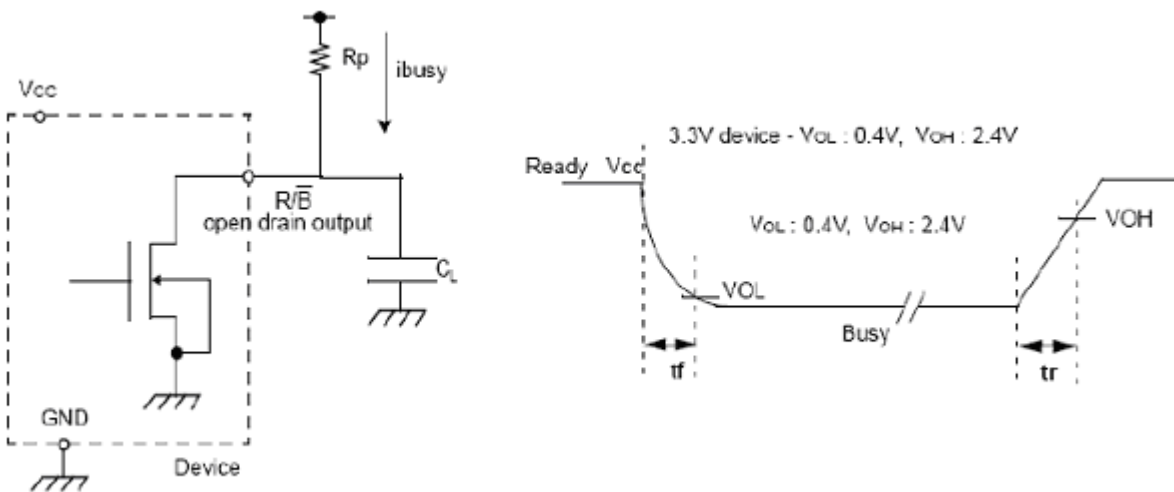 Rp
ibusy
Vcc
R/B̅
open drain output
CL
GND
Device
3.3V device - VOL : 0.4V, VOH : 2.4V
Ready Vcc
VOL : 0.4V, VOH : 2.4V
VOH
VOL
Busy
tf
tr